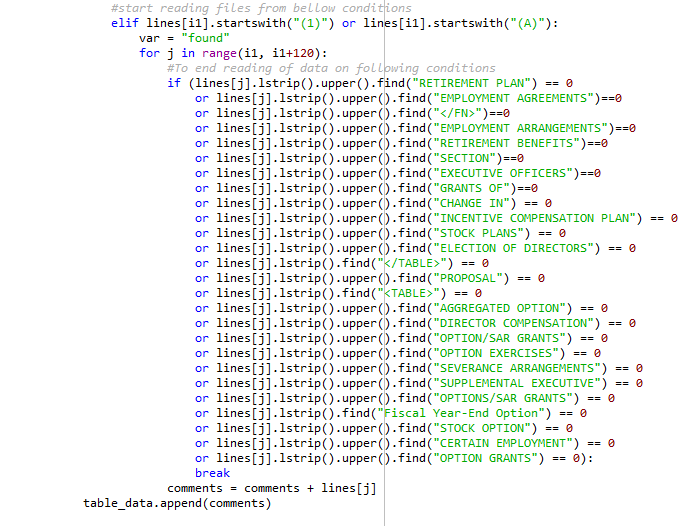 #start reading files from bellow conditions
elif lines[i1].startswith("(1)") or lines[i1].startswith("(A)"):
var = "found"
for j in range(i1, i1+120):
#To end reading of data on following conditions
if (lines[j].lstrip().upper().find("RETIREMENT PLAN") == 0
or lines[j].lstrip().upper().find("EMPLOYMENT AGREEMENTS")==0
or lines[j].lstrip().upper().find("</FN>")==0
or lines[j].lstrip().upper().find("EMPLOYMENT ARRANGEMENTS")==0
or lines[j].lstrip().upper().find("RETIREMENT BENEFITS")==0
or lines[j].lstrip().upper().find("SECTION")==0
or lines[j].lstrip().upper().find("EXECUTIVE OFFICERS")==0
or lines[j].lstrip().upper().find("GRANTS OF")==0
or lines[j].lstrip().upper().find("CHANGE IN") == 0
or lines[j].lstrip().upper().find("INCENTIVE COMPENSATION PLAN") == 0
or lines[j].lstrip().upper().find("STOCK PLANS") == 0
or lines[j].lstrip().upper().find("ELECTION OF DIRECTORS") == 0
or lines[j].lstrip().find("</TABLE>") == 0
or lines[j].lstrip().upper().find("PROPOSAL") == 0
or lines[j].lstrip().find("<TABLE>") == 0
or lines[j].lstrip().upper().find("AGGREGATED OPTION") == 0
or lines[j].lstrip().upper().find("DIRECTOR COMPENSATION") == 0
or lines[j].lstrip().upper().find("OPTION/SAR GRANTS") == 0
or lines[j].lstrip().upper().find("OPTION EXERCISES") == 0
or lines[j].lstrip().upper().find("SEVERANCE ARRANGEMENTS") == 0
or lines[j].lstrip().upper().find("SUPPLEMENTAL EXECUTIVE") == 0
or lines[j].lstrip().upper().find("OPTIONS/SAR GRANTS") == 0
or lines[j].lstrip().find("Fiscal Year-End Option") == 0
or lines[j].lstrip().upper().find("STOCK OPTION") == 0
or lines[j].lstrip().upper().find("CERTAIN EMPLOYMENT") == 0
or lines[j].lstrip().upper().find("OPTION GRANTS") == 0):
break
comments = comments + lines[j]
table_data.append(comments)